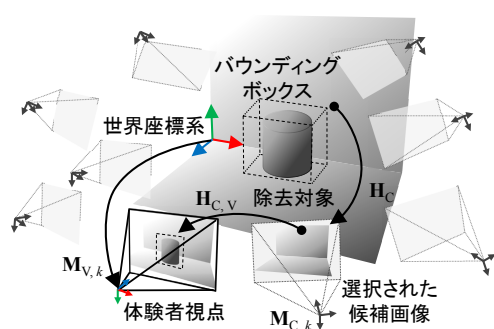 バウンディング
ボックス
世界座標系
除去対象
H_C, V
H_C
M_V, k
体験者視点
M_C, k
選択された
候補画像